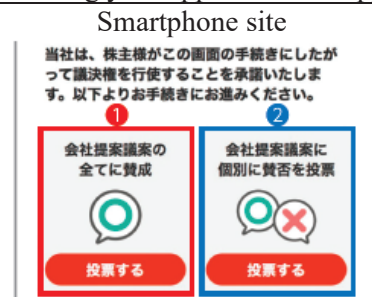 Smartphone site
当社は、株主様がこの画面の手続きにしたが
って議決権を行使することを承諾いたしま
す。以下よりお手続きにお進みください。
1 2
会社提案議案の
全てに賛成
投票する
会社提案議案に
個別に賛否を投票
投票する